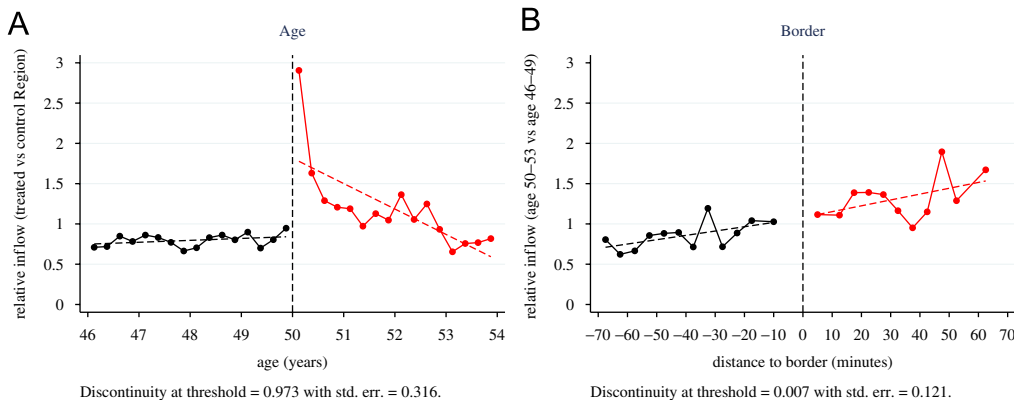 A
Age
relative inflow (treated vs control Region)
3
2.5
2
1.5
1
0.5
0
46 47 48 49 50 51 52 53 54
age (years)
Discontinuity at threshold = 0.973 with std. err. = 0.316.
B
Border
relative inflow (age 50–53 vs age 46–49)
3
2.5
2
1.5
1
0.5
0
−70 −60 −50 −40 −30 −20 −10 0 10 20 30 40 50 60 70
distance to border (minutes)
Discontinuity at threshold = 0.007 with std. err. = 0.121.